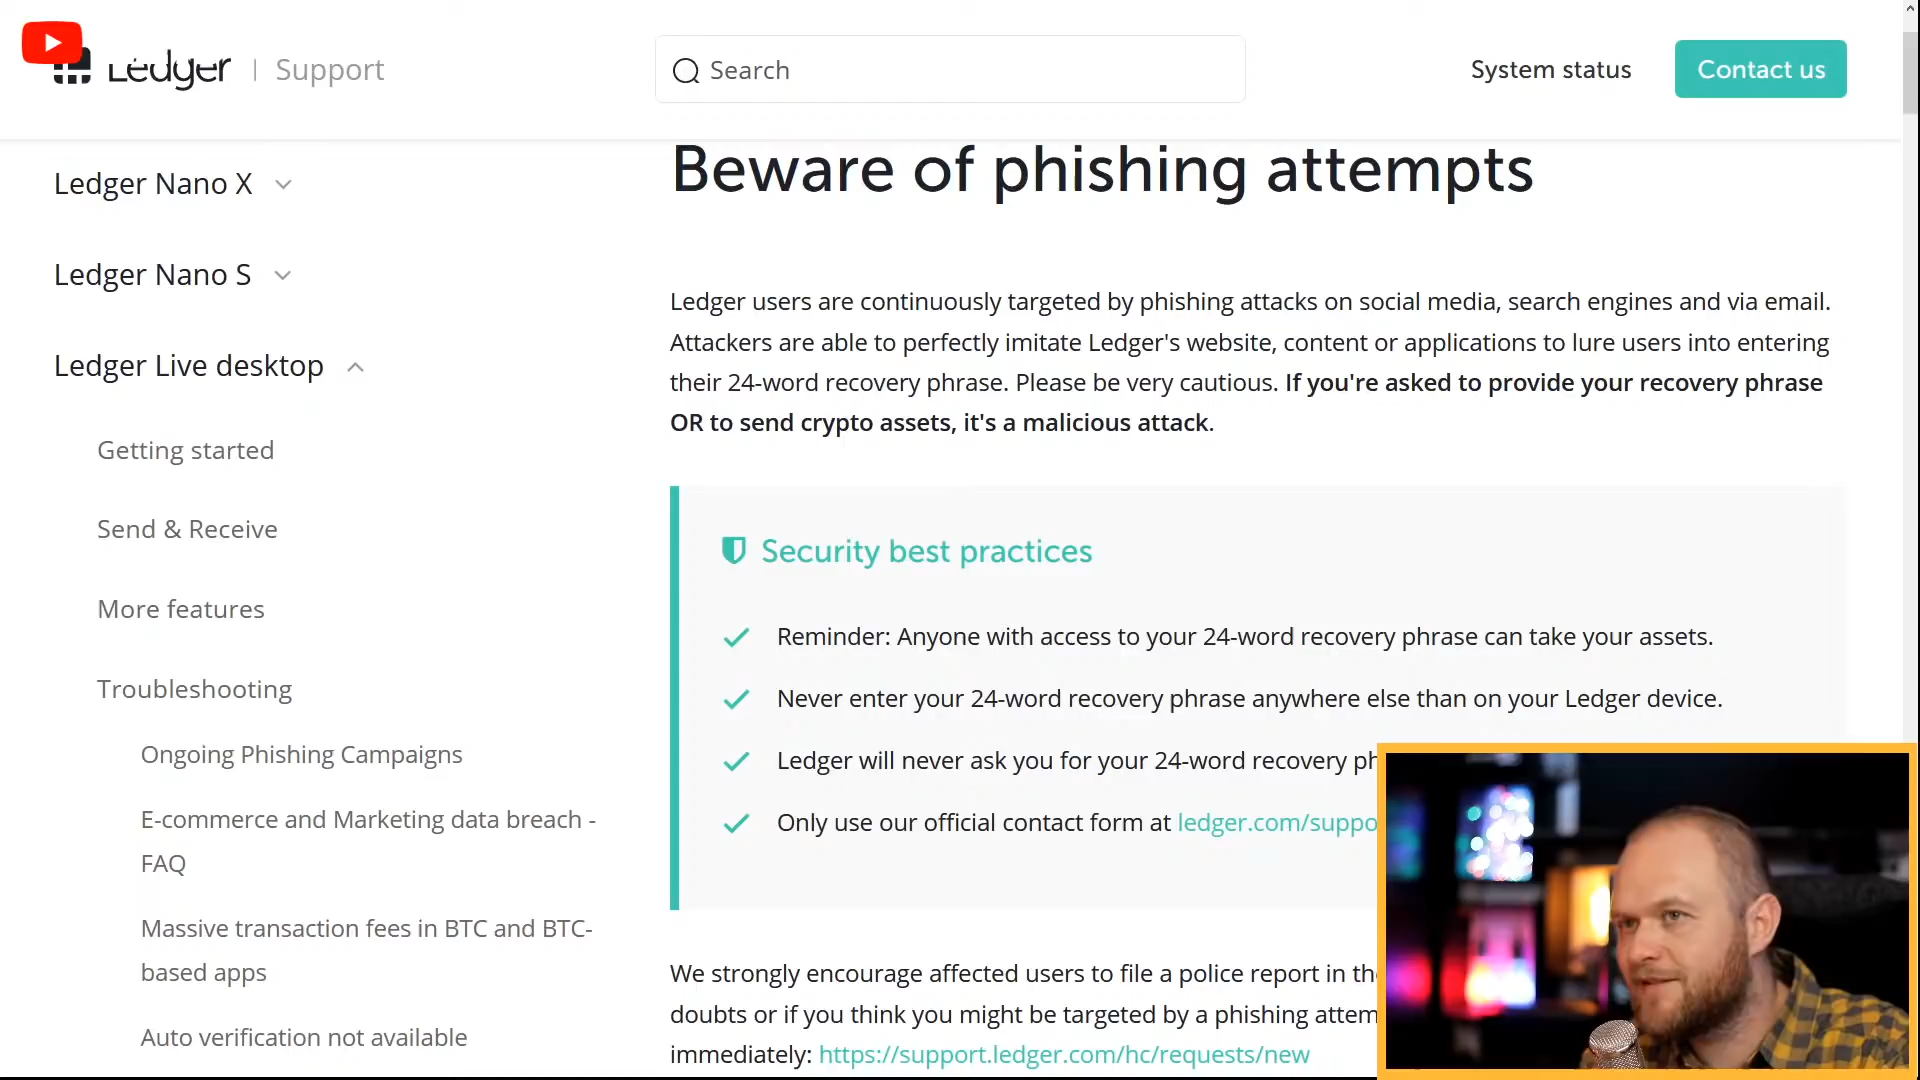 Ledger | Support
Search
System status
Contact us
Ledger Nano X
Ledger Nano S
Ledger Live desktop
Getting started
Send & Receive
More features
Troubleshooting
Ongoing Phishing Campaigns
E-commerce and Marketing data breach -
FAQ
Massive transaction fees in BTC and BTC-
based apps
Auto verification not available
Beware of phishing attempts
Ledger users are continuously targeted by phishing attacks on social media, search engines and via email.
Attackers are able to perfectly imitate Ledger's website, content or applications to lure users into entering
their 24-word recovery phrase. Please be very cautious. If you're asked to provide your recovery phrase
OR to send crypto assets, it's a malicious attack.
Security best practices
Reminder: Anyone with access to your 24-word recovery phrase can take your assets.
Never enter your 24-word recovery phrase anywhere else than on your Ledger device.
Ledger will never ask you for your 24-word recovery
Only use our official contact form at ledger.com/suppo
We strongly encourage affected users to file a police report in
doubts or if you think you might be targeted by a phishing
immediately: https://support.ledger.com/hc/requests/new